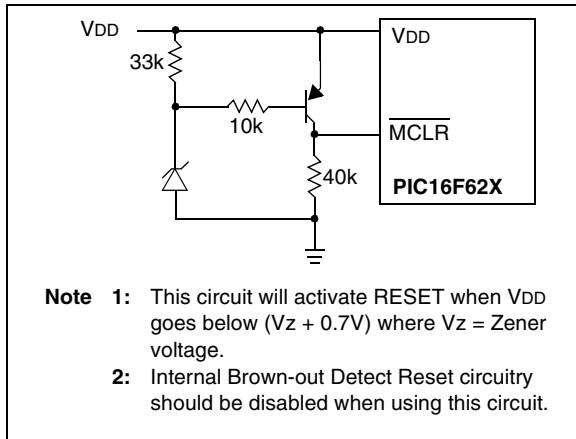 VDD
VDD
33k
10k
MCLR
40k
PIC16F62X
Note 1: This circuit will activate RESET when VDD
goes below (Vz + 0.7V) where Vz = Zener
voltage.
2: Internal Brown-out Detect Reset circuitry
should be disabled when using this circuit.